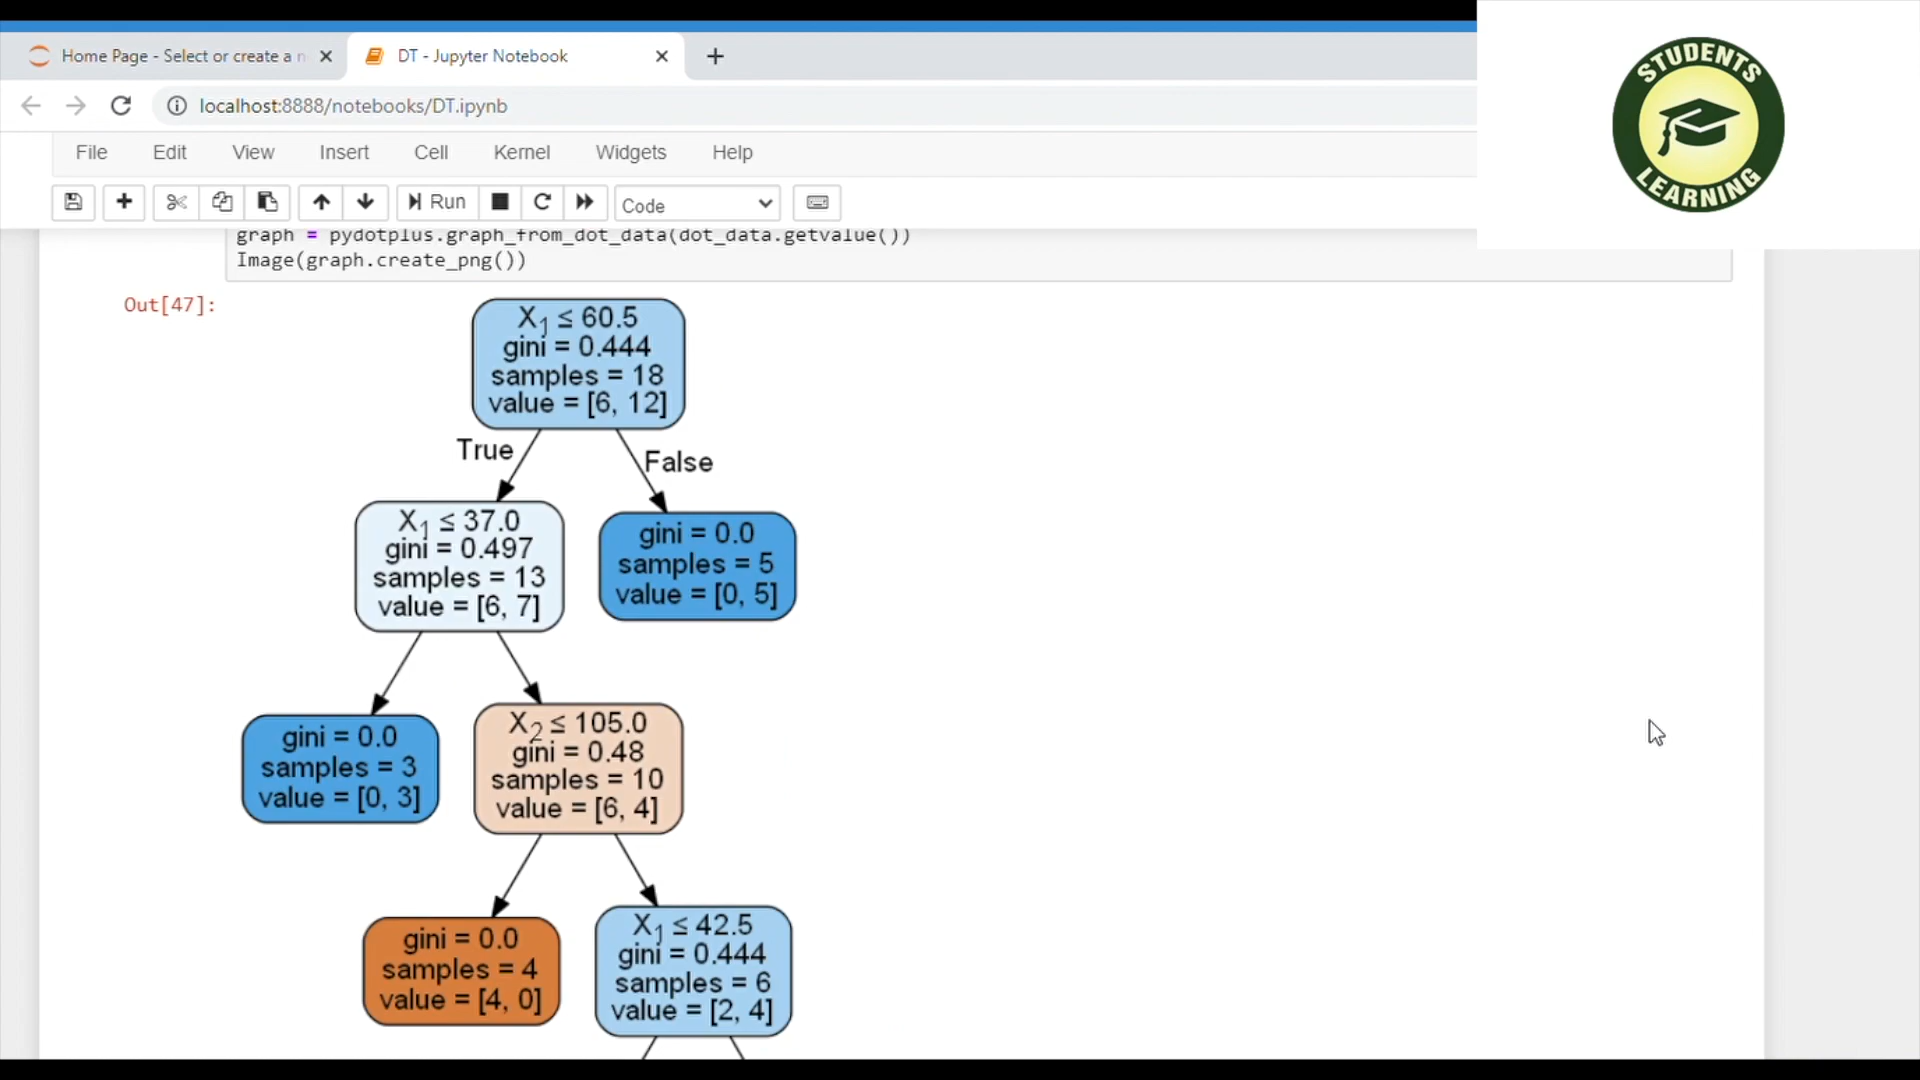 Home Page - Select or create a n
DT - Jupyter Notebook
localhost:8888/notebooks/DT.ipynb
STUDENTS
LEARNING
File Edit View Insert Cell Kernel Widgets Help
Run
Code
graph = pydotplus.graph_from_dot_data(dot_data.getvalue())
Image(graph.create_png())
Out[47]:
X1 ≤ 60.5
gini = 0.444
samples = 18
value = [6, 12]
True
False
X1 ≤ 37.0
gini = 0.497
samples = 13
value = [6, 7]
gini = 0.0
samples = 5
value = [0, 5]
gini = 0.0
samples = 3
value = [0, 3]
X2 ≤ 105.0
gini = 0.48
samples = 10
value = [6, 4]
gini = 0.0
samples = 4
value = [4, 0]
X1 ≤ 42.5
gini = 0.444
samples = 6
value = [2, 4]